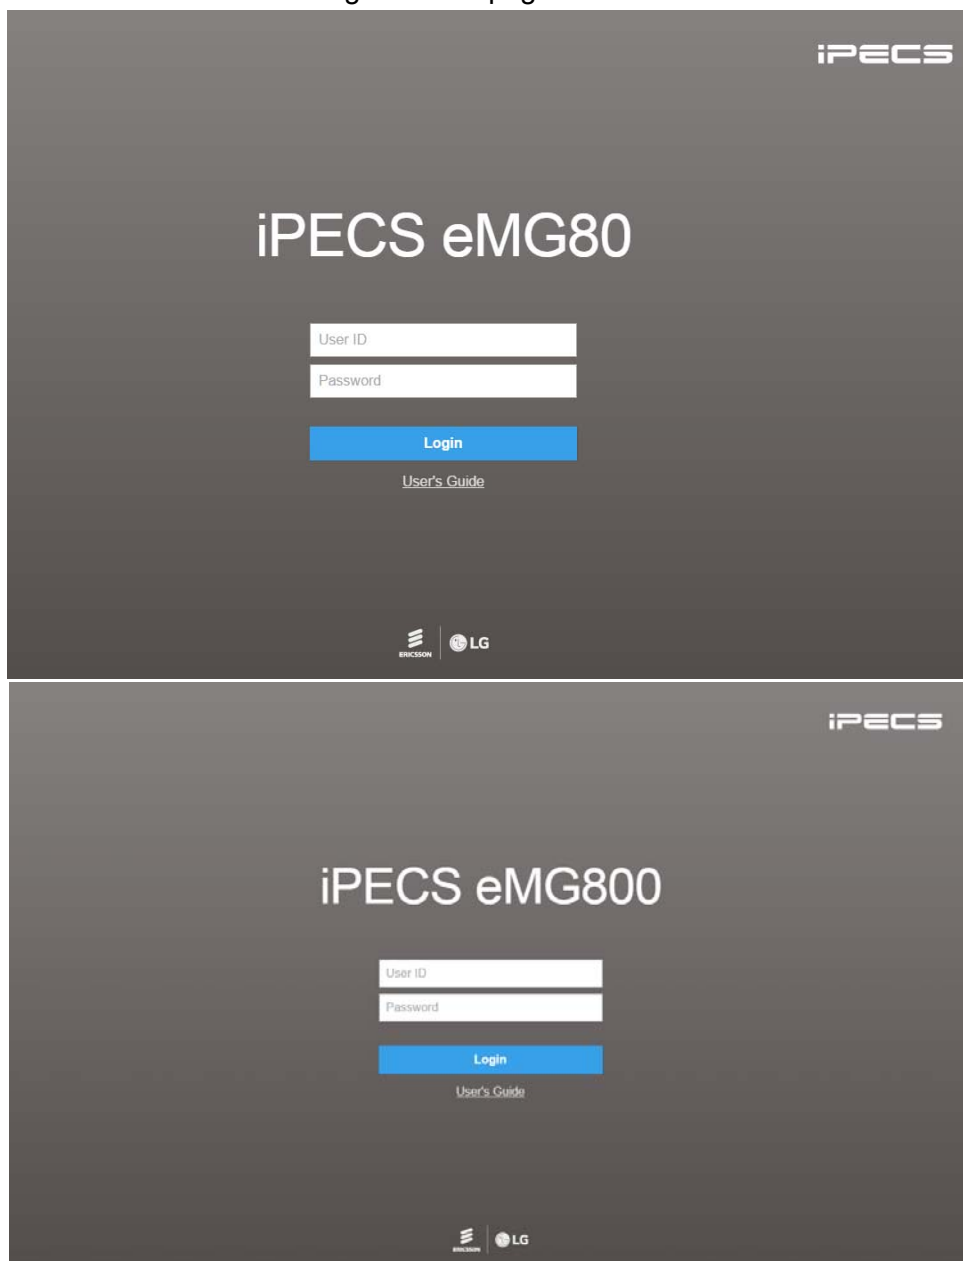 iPECS
iPECS eMG80
User ID
Password
Login
User's Guide
ERICSSON
LG
iPECS
iPECS eMG800
User ID
Password
Login
User's Guide
ERICSSON
LG